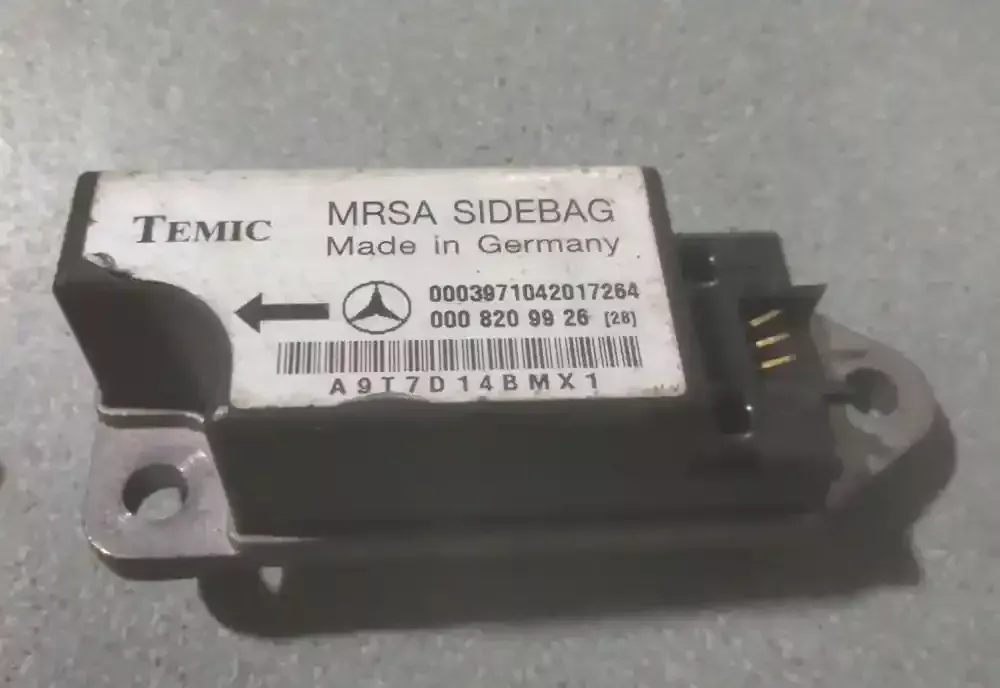 TEMIC
MRSA SIDEBAG
Made in Germany
0003971042017264
000 820 99 26 [28]
A9T7D14BMX1